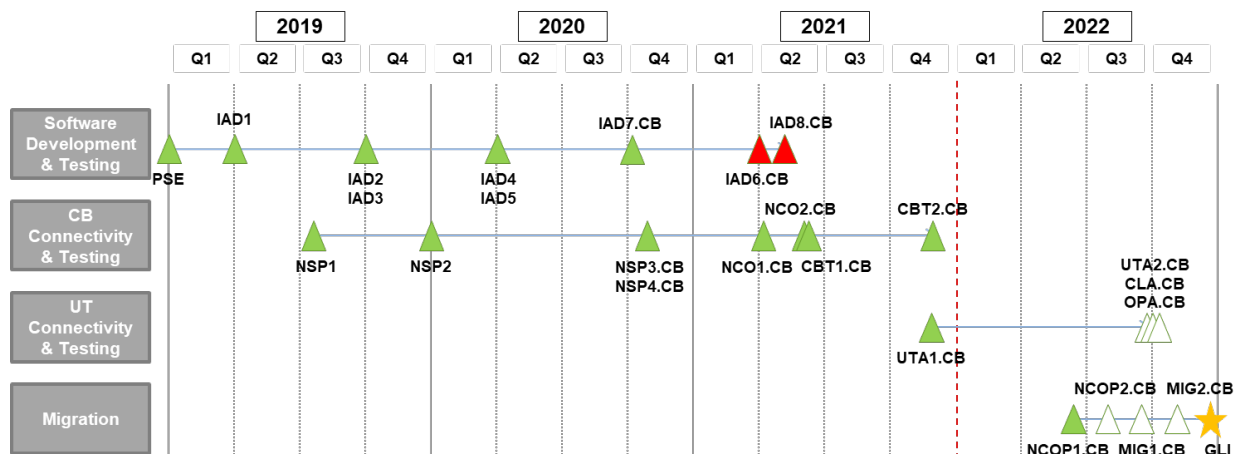 2019
2020
2021
2022
Q1
Q2
Q3
Q4
Q1
Q2
Q3
Q4
Q1
Q2
Q3
Q4
Q1
Q2
Q3
Q4
Software
Development
& Testing
IAD1
IAD7.CB
IAD8.CB
PSE
IAD2
IAD3
IAD4
IAD5
IAD6.CB
CB
Connectivity
& Testing
NCO2.CB
CBT2.CB
NSP1
NSP2
NSP3.CB
NSP4.CB
NCO1.CB
CBT1.CB
UT
Connectivity
& Testing
UTA2.CB
CLA.CB
OPA.CB
UTA1.CB
Migration
NCOP2.CB
MIG2.CB
NCOP1.CB
MIG1.CB
GLI